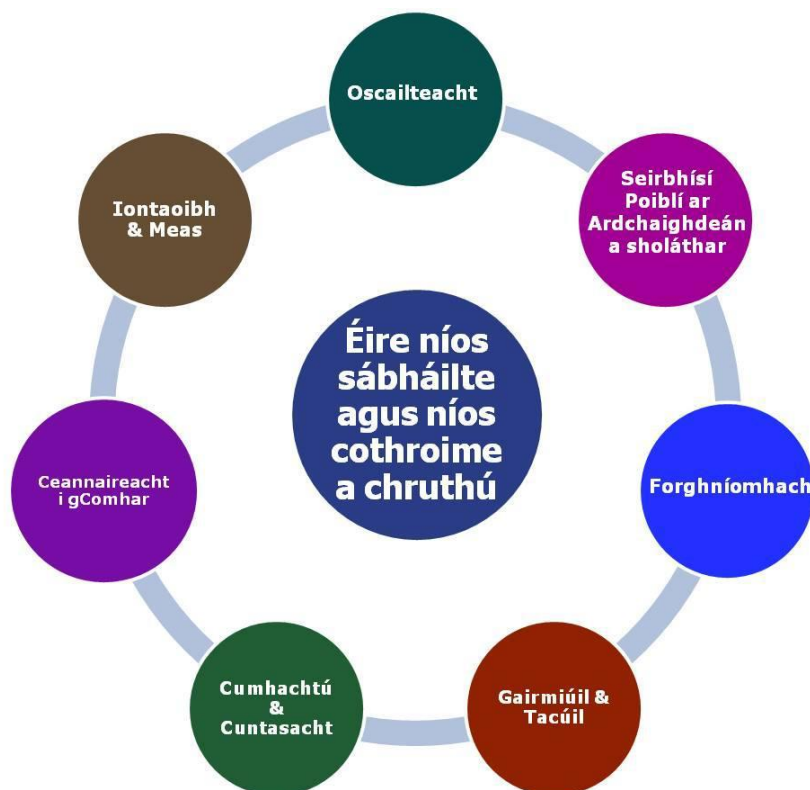 Oscailteacht
Seirbhísí
Poiblí ar
Ardchaighdeán
a sholáthar
Forghníomhach
Gairmiúil &
Tacúil
Cumhachtú
&
Cuntasacht
Ceannaireacht
i gComhar
Iontaoibh
& Meas
Éire níos
sábháilte
agus níos
cothroime
a chruthú